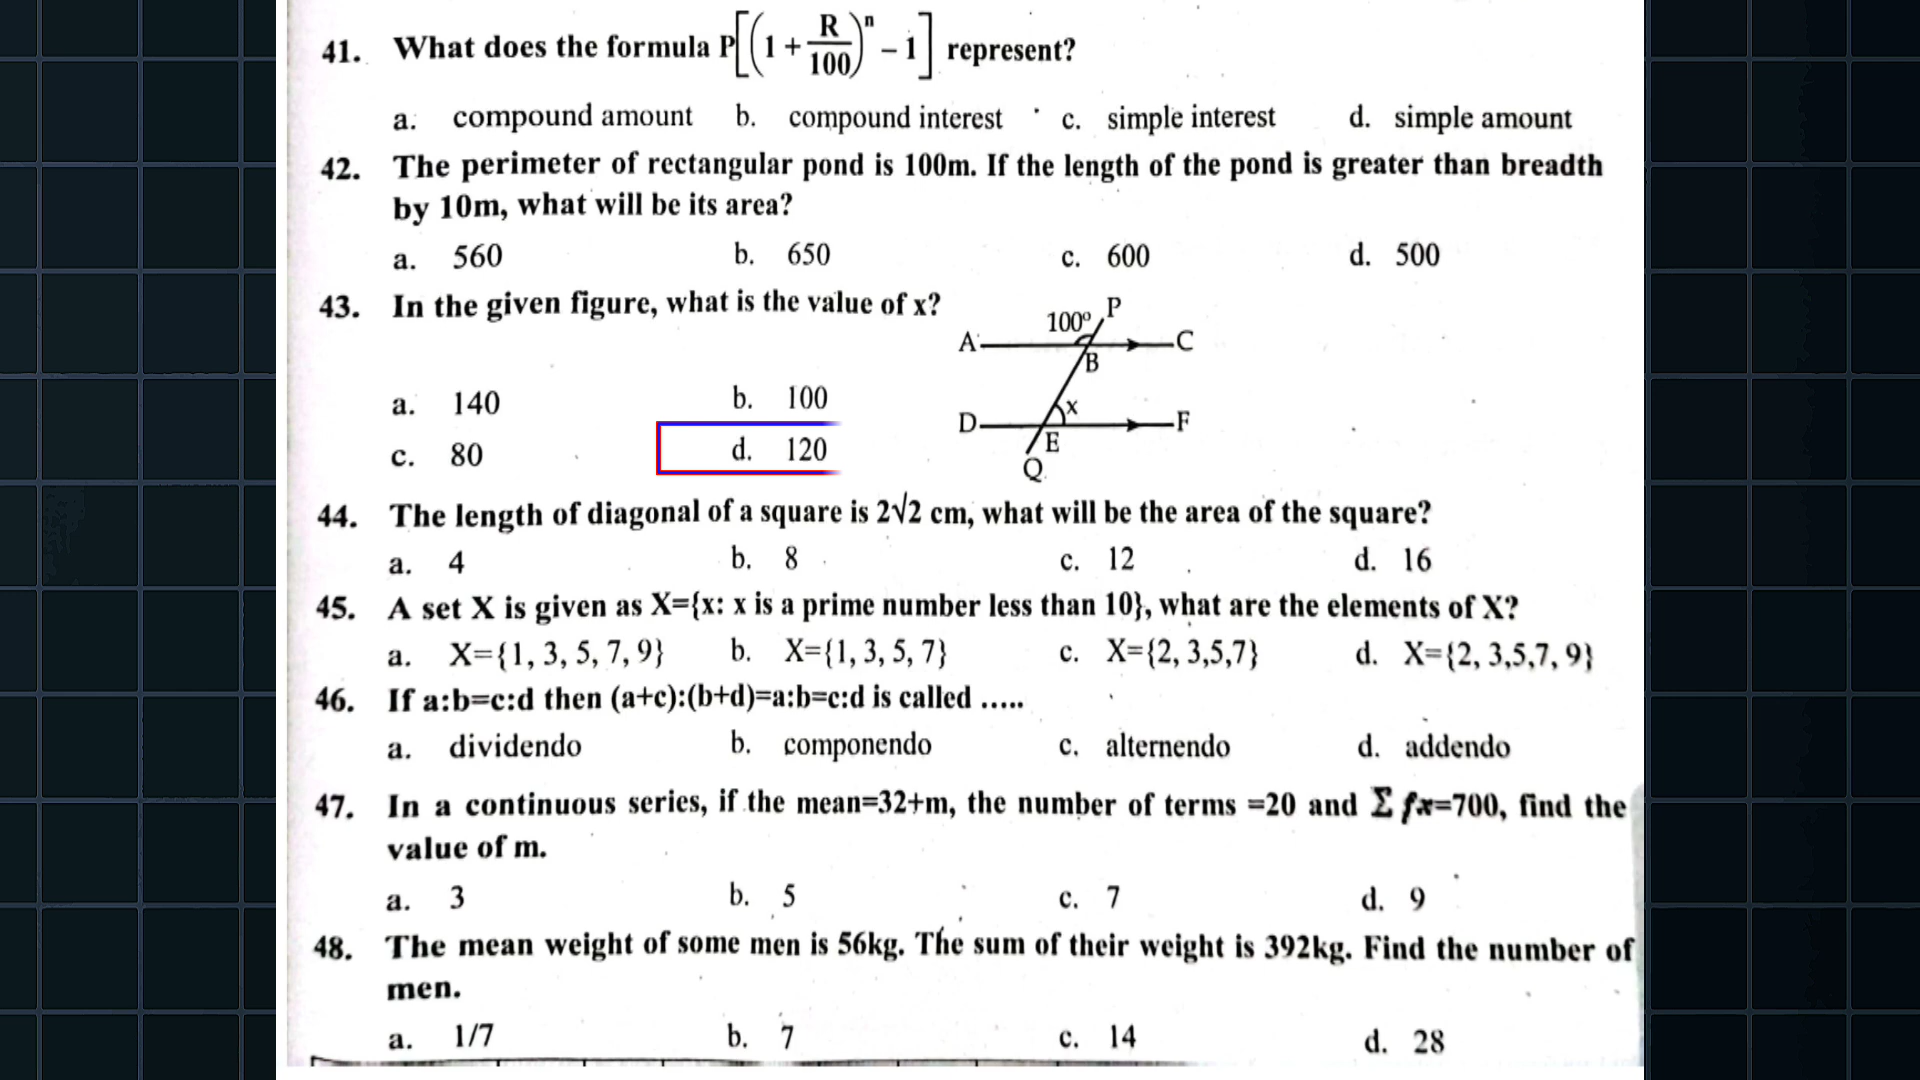 41. What does the formula P[(1 + R/100)ⁿ − 1] represent?
a. compound amount b. compound interest c. simple interest d. simple amount
42. The perimeter of rectangular pond is 100m. If the length of the pond is greater than breadth
by 10m, what will be its area?
a. 560 b. 650 c. 600 d. 500
43. In the given figure, what is the value of x?
100º P
A C
B
a. 140 b. 100
x
D F
E
c. 80 d. 120
Q
44. The length of diagonal of a square is 2√2 cm, what will be the area of the square?
a. 4 b. 8 c. 12 d. 16
45. A set X is given as X={x: x is a prime number less than 10}, what are the elements of X?
a. X={1, 3, 5, 7, 9} b. X={1, 3, 5, 7} c. X={2, 3,5,7} d. X={2, 3,5,7, 9}
46. If a:b=c:d then (a+c):(b+d)=a:b=c:d is called .....
a. dividendo b. componendo c. alternendo d. addendo
47. In a continuous series, if the mean=32+m, the number of terms =20 and Σ fx=700, find the
value of m.
a. 3 b. 5 c. 7 d. 9
48. The mean weight of some men is 56kg. The sum of their weight is 392kg. Find the number of
men.
a. 1/7 b. 7 c. 14 d. 28